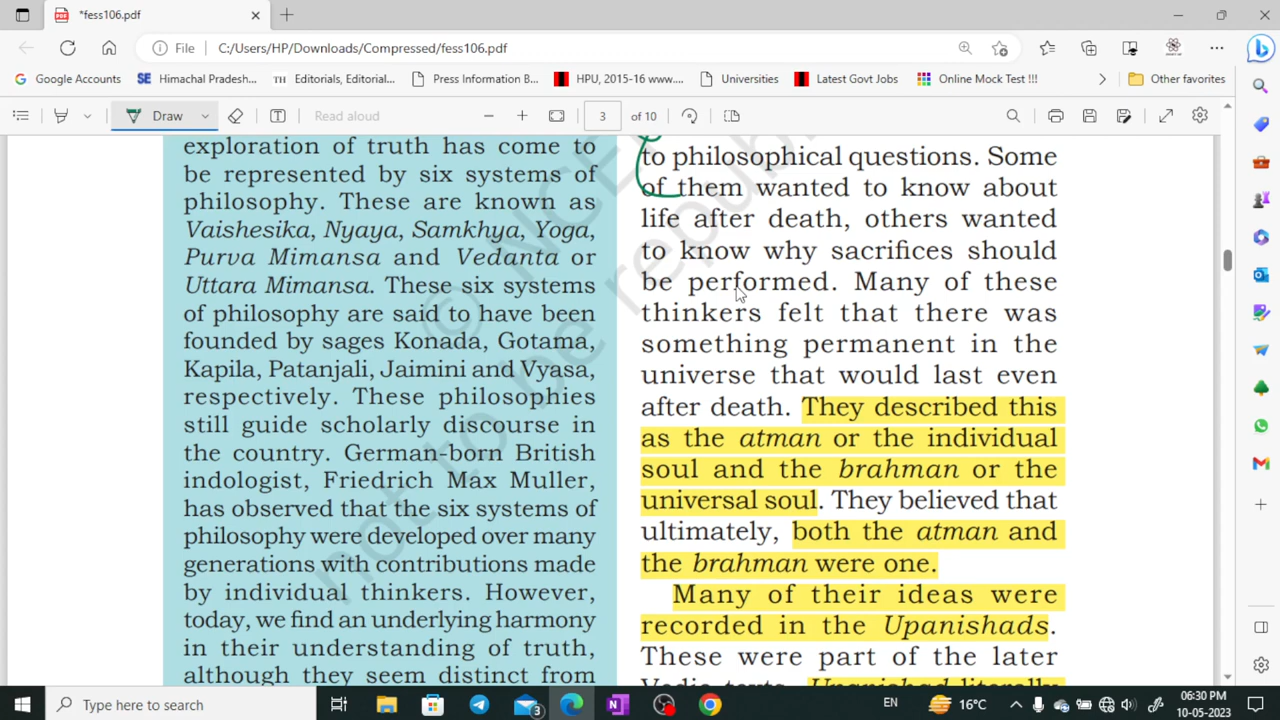 *fess106.pdf
File
C:/Users/HP/Downloads/Compressed/fess106.pdf
Google Accounts
SE Himachal Pradesh...
TH Editorials, Editorial...
Press Information B...
HPU, 2015-16 www....
Universities
Latest Govt Jobs
Online Mock Test !!!
Other favorites
Draw
Read aloud
3 of 10
exploration of truth has come to
be represented by six systems of
philosophy. These are known as
Vaishesika, Nyaya, Samkhya, Yoga,
Purva Mimansa and Vedanta or
Uttara Mimansa. These six systems
of philosophy are said to have been
founded by sages Konada, Gotama,
Kapila, Patanjali, Jaimini and Vyasa,
respectively. These philosophies
still guide scholarly discourse in
the country. German-born British
indologist, Friedrich Max Muller,
has observed that the six systems of
philosophy were developed over many
generations with contributions made
by individual thinkers. However,
today, we find an underlying harmony
in their understanding of truth,
although they seem distinct from
to philosophical questions. Some
of them wanted to know about
life after death, others wanted
to know why sacrifices should
be performed. Many of these
thinkers felt that there was
something permanent in the
universe that would last even
after death. They described this
as the atman or the individual
soul and the brahman or the
universal soul. They believed that
ultimately, both the atman and
the brahman were one.
Many of their ideas were
recorded in the Upanishads.
These were part of the later
Vedic texts. Upanishad literally
not to be republi
© NCE
Type here to search
3
EN
16°C
06:30 PM
10-05-2023